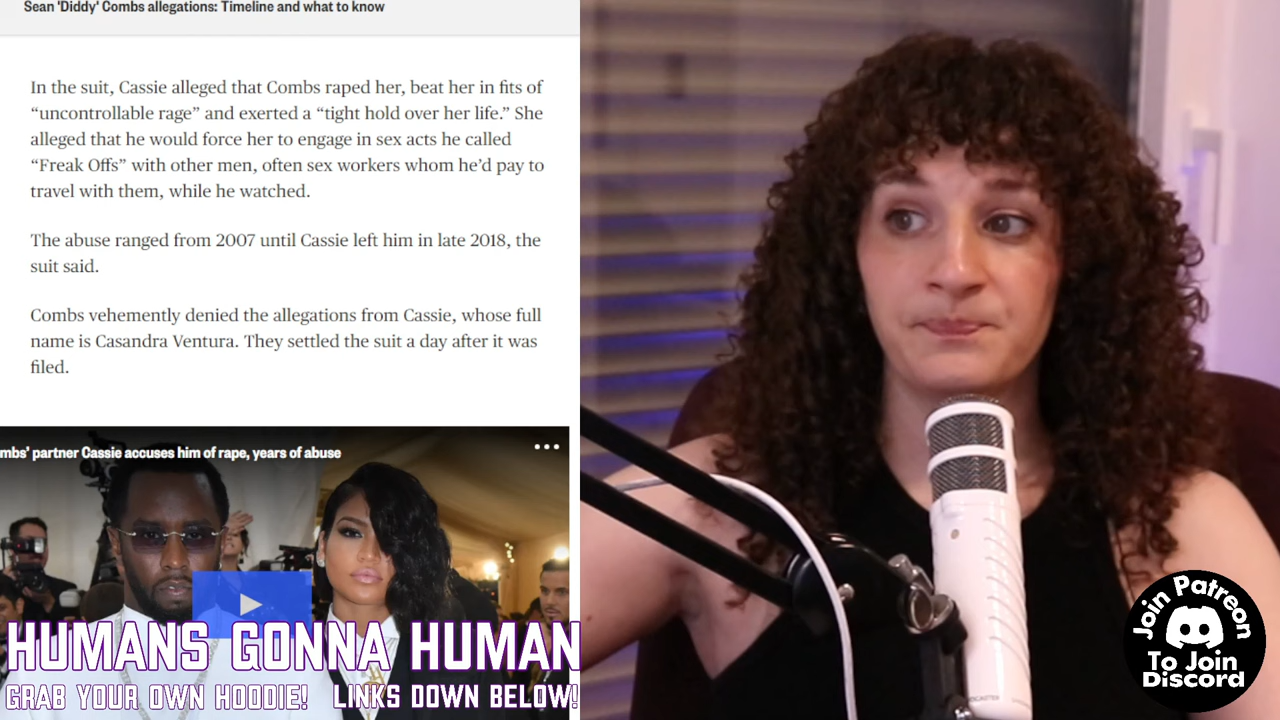 Sean 'Diddy' Combs allegations: Timeline and what to know
In the suit, Cassie alleged that Combs raped her, beat her in fits of
“uncontrollable rage” and exerted a “tight hold over her life.” She
alleged that he would force her to engage in sex acts he called
“Freak Offs” with other men, often sex workers whom he’d pay to
travel with them, while he watched.
The abuse ranged from 2007 until Cassie left him in late 2018, the
suit said.
Combs vehemently denied the allegations from Cassie, whose full
name is Casandra Ventura. They settled the suit a day after it was
filed.
mbs’ partner Cassie accuses him of rape, years of abuse
HUMANS GONNA HUMAN
GRAB YOUR OWN HOODIE! LINKS DOWN BELOW!
Join Patreon
To Join
Discord